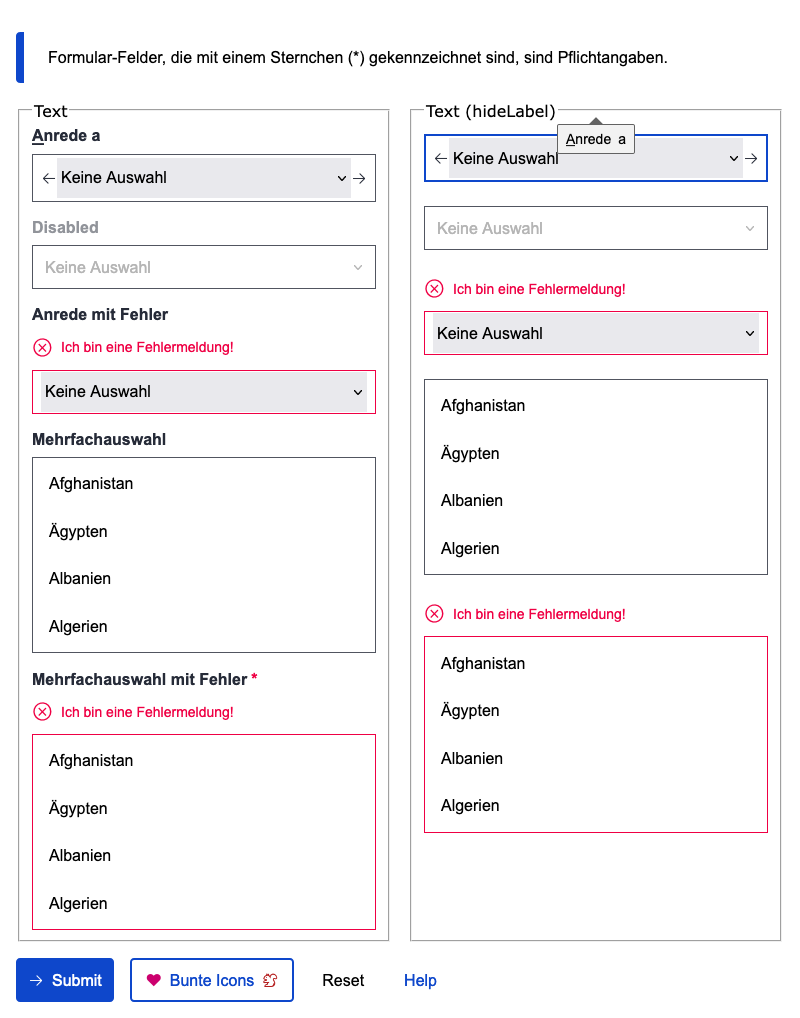 Formular-Felder, die mit einem Sternchen (*) gekennzeichnet sind, sind Pflichtangaben.
Text
Anrede a
Keine Auswahl
Disabled
Keine Auswahl
Anrede mit Fehler
Ich bin eine Fehlermeldung!
Keine Auswahl
Mehrfachauswahl
Afghanistan
Ägypten
Albanien
Algerien
Mehrfachauswahl mit Fehler *
Ich bin eine Fehlermeldung!
Afghanistan
Ägypten
Albanien
Algerien
Text (hideLabel)
Anrede a
Keine Auswahl
Keine Auswahl
Ich bin eine Fehlermeldung!
Keine Auswahl
Afghanistan
Ägypten
Albanien
Algerien
Ich bin eine Fehlermeldung!
Afghanistan
Ägypten
Albanien
Algerien
Submit
Bunte Icons
Reset
Help